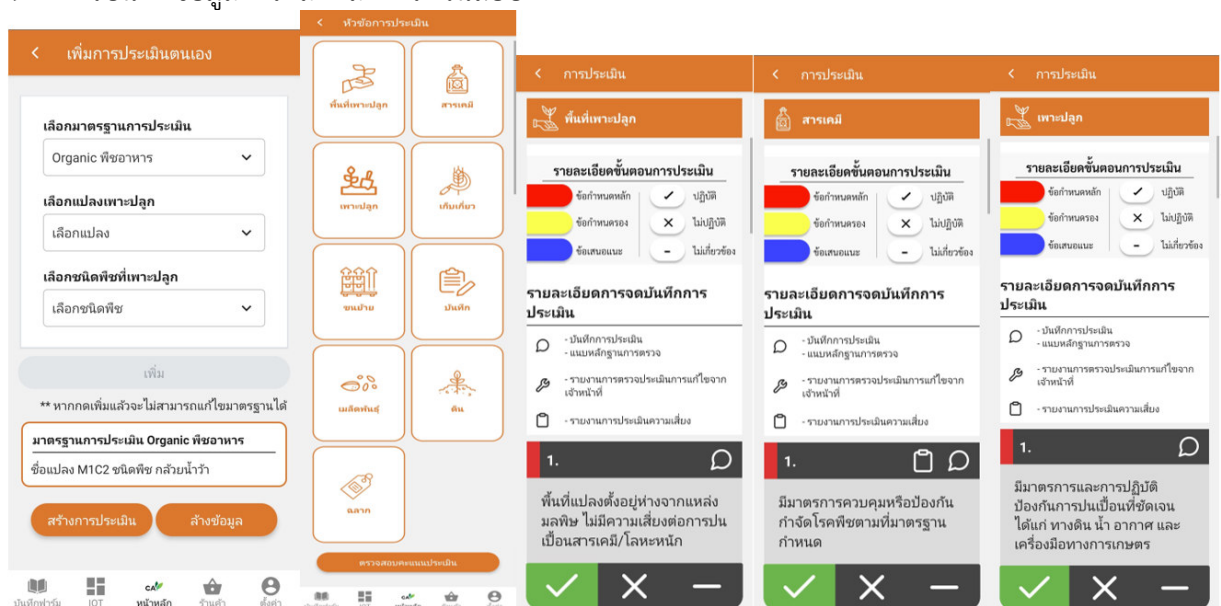 เพิ่มการประเมินตนเอง
เลือกมาตรฐานการประเมิน
Organic พืชอาหาร
เลือกแปลงเพาะปลูก
เลือกแปลง
เลือกชนิดพืชที่เพาะปลูก
เลือกชนิดพืช
เพิ่ม
** หากกดเพิ่มแล้วจะไม่สามารถแก้ไขมาตรฐานได้
มาตรฐานการประเมิน Organic พืชอาหาร
ชื่อแปลง M1C2 ชนิดพืช กล้วยน้ำว้า
สร้างการประเมิน
ล้างข้อมูล
บันทึกฟาร์ม IOT หน้าหลัก ร้านค้า ตั้งค่า
หัวข้อการประเมิน
พื้นที่เพาะปลูก สารเคมี
เพาะปลูก เก็บเกี่ยว
ขนย้าย บันทึก
เมล็ดพันธุ์ ดิน
ฉลาก
ตรวจสอบคะแนนประเมิน
การประเมิน
พื้นที่เพาะปลูก
รายละเอียดขั้นตอนการประเมิน
ข้อกำหนดหลัก ปฏิบัติ
ข้อกำหนดรอง ไม่ปฏิบัติ
ข้อเสนอแนะ ไม่เกี่ยวข้อง
รายละเอียดการจดบันทึกการ
ประเมิน
- บันทึกการประเมิน
- แนบหลักฐานการตรวจ
- รายงานการตรวจประเมินการแก้ไขจาก
เจ้าหน้าที่
- รายงานการประเมินความเสี่ยง
1.
พื้นที่แปลงตั้งอยู่ห่างจากแหล่ง
มลพิษ ไม่มีความเสี่ยงต่อการปน
เปื้อนสารเคมี/โลหะหนัก
การประเมิน
สารเคมี
รายละเอียดขั้นตอนการประเมิน
ข้อกำหนดหลัก ปฏิบัติ
ข้อกำหนดรอง ไม่ปฏิบัติ
ข้อเสนอแนะ ไม่เกี่ยวข้อง
รายละเอียดการจดบันทึกการ
ประเมิน
- บันทึกการประเมิน
- แนบหลักฐานการตรวจ
- รายงานการตรวจประเมินการแก้ไขจาก
เจ้าหน้าที่
- รายงานการประเมินความเสี่ยง
1.
มีมาตรการควบคุมหรือป้องกัน
กำจัดโรคพืชตามที่มาตรฐาน
กำหนด
การประเมิน
เพาะปลูก
รายละเอียดขั้นตอนการประเมิน
ข้อกำหนดหลัก ปฏิบัติ
ข้อกำหนดรอง ไม่ปฏิบัติ
ข้อเสนอแนะ ไม่เกี่ยวข้อง
รายละเอียดการจดบันทึกการ
ประเมิน
- บันทึกการประเมิน
- แนบหลักฐานการตรวจ
- รายงานการตรวจประเมินการแก้ไขจาก
เจ้าหน้าที่
- รายงานการประเมินความเสี่ยง
1.
มีมาตรการและการปฏิบัติ
ป้องกันการปนเปื้อนที่ชัดเจน
ได้แก่ ทางดิน น้ำ อากาศ และ
เครื่องมือทางการเกษตร